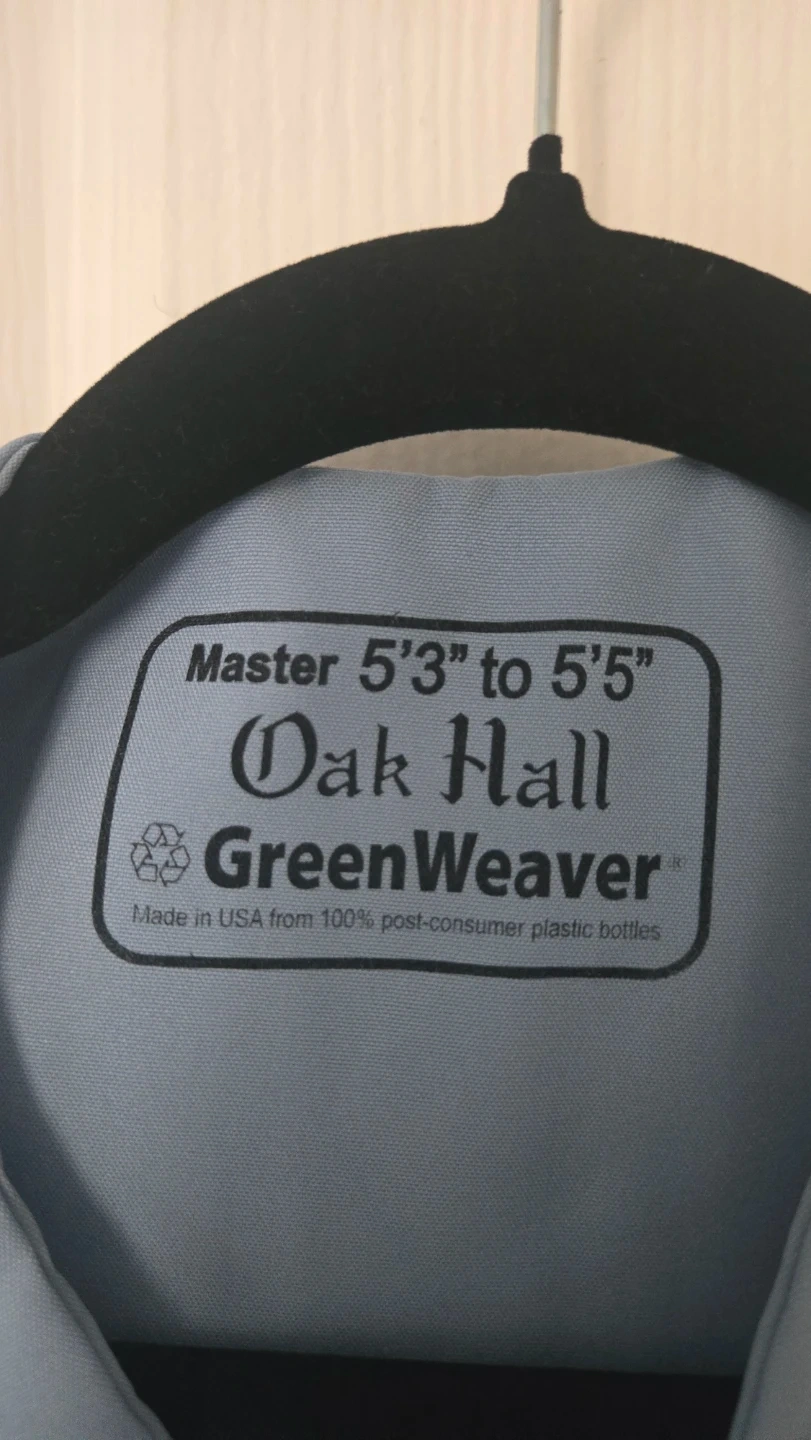 Master 5’3” to 5’5”
Oak Hall
GreenWeaver®
Made in USA from 100% post-consumer plastic bottles